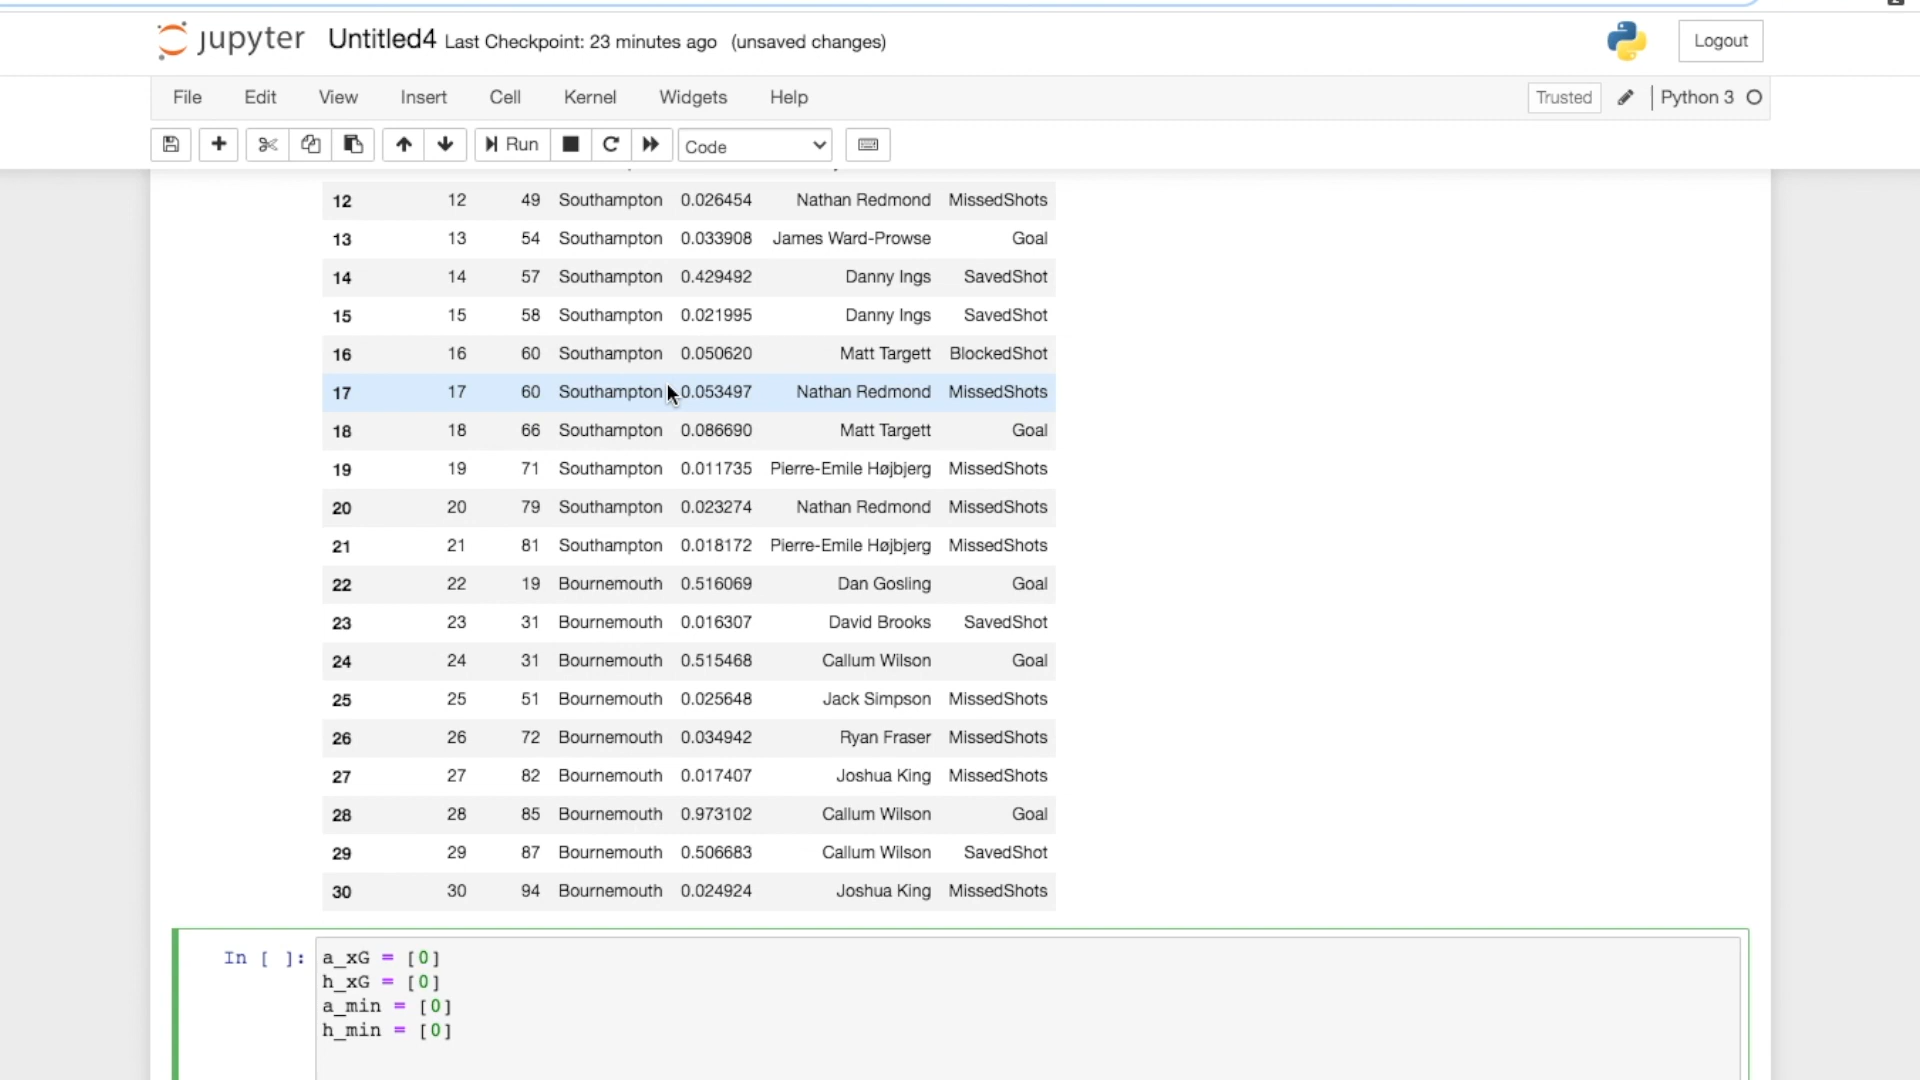 jupyter Untitled4 Last Checkpoint: 23 minutes ago (unsaved changes) Logout
File Edit View Insert Cell Kernel Widgets Help Trusted Python 3
Run Code
12 12 49 Southampton 0.026454 Nathan Redmond MissedShots
13 13 54 Southampton 0.033908 James Ward-Prowse Goal
14 14 57 Southampton 0.429492 Danny Ings SavedShot
15 15 58 Southampton 0.021995 Danny Ings SavedShot
16 16 60 Southampton 0.050620 Matt Targett BlockedShot
17 17 60 Southampton 0.053497 Nathan Redmond MissedShots
18 18 66 Southampton 0.086690 Matt Targett Goal
19 19 71 Southampton 0.011735 Pierre-Emile Højbjerg MissedShots
20 20 79 Southampton 0.023274 Nathan Redmond MissedShots
21 21 81 Southampton 0.018172 Pierre-Emile Højbjerg MissedShots
22 22 19 Bournemouth 0.516069 Dan Gosling Goal
23 23 31 Bournemouth 0.016307 David Brooks SavedShot
24 24 31 Bournemouth 0.515468 Callum Wilson Goal
25 25 51 Bournemouth 0.025648 Jack Simpson MissedShots
26 26 72 Bournemouth 0.034942 Ryan Fraser MissedShots
27 27 82 Bournemouth 0.017407 Joshua King MissedShots
28 28 85 Bournemouth 0.973102 Callum Wilson Goal
29 29 87 Bournemouth 0.506683 Callum Wilson SavedShot
30 30 94 Bournemouth 0.024924 Joshua King MissedShots
In [ ]: a_xG = [0]
h_xG = [0]
a_min = [0]
h_min = [0]